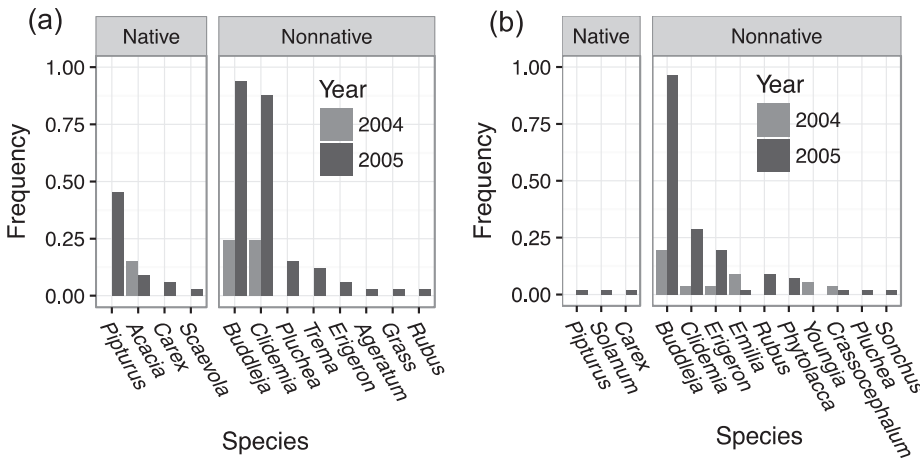 (a)
Native
Nonnative
1.00
0.75
0.50
0.25
0.00
Frequency
Year
2004
2005
Pipturus
Acacia
Carex
Scaevola
Buddleja
Clidemia
Pluchea
Trema
Erigeron
Ageratum
Grass
Rubus
Species
(b)
Native
Nonnative
1.00
0.75
0.50
0.25
0.00
Frequency
Year
2004
2005
Pipturus
Solanum
Carex
Buddleja
Clidemia
Erigeron
Emilia
Rubus
Phytolacca
Youngia
Crassocephalum
Pluchea
Sonchus
Species